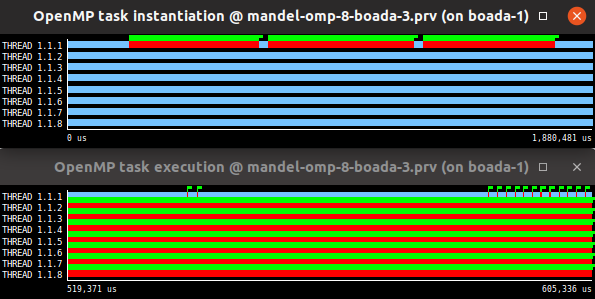 OpenMP task instantiation @ mandel-omp-8-boada-3.prv (on boada-1)
THREAD 1.1.1
THREAD 1.1.2
THREAD 1.1.3
THREAD 1.1.4
THREAD 1.1.5
THREAD 1.1.6
THREAD 1.1.7
THREAD 1.1.8
0 us 1,880,481 us
OpenMP task execution @ mandel-omp-8-boada-3.prv (on boada-1)
THREAD 1.1.1
THREAD 1.1.2
THREAD 1.1.3
THREAD 1.1.4
THREAD 1.1.5
THREAD 1.1.6
THREAD 1.1.7
THREAD 1.1.8
519,371 us 605,336 us